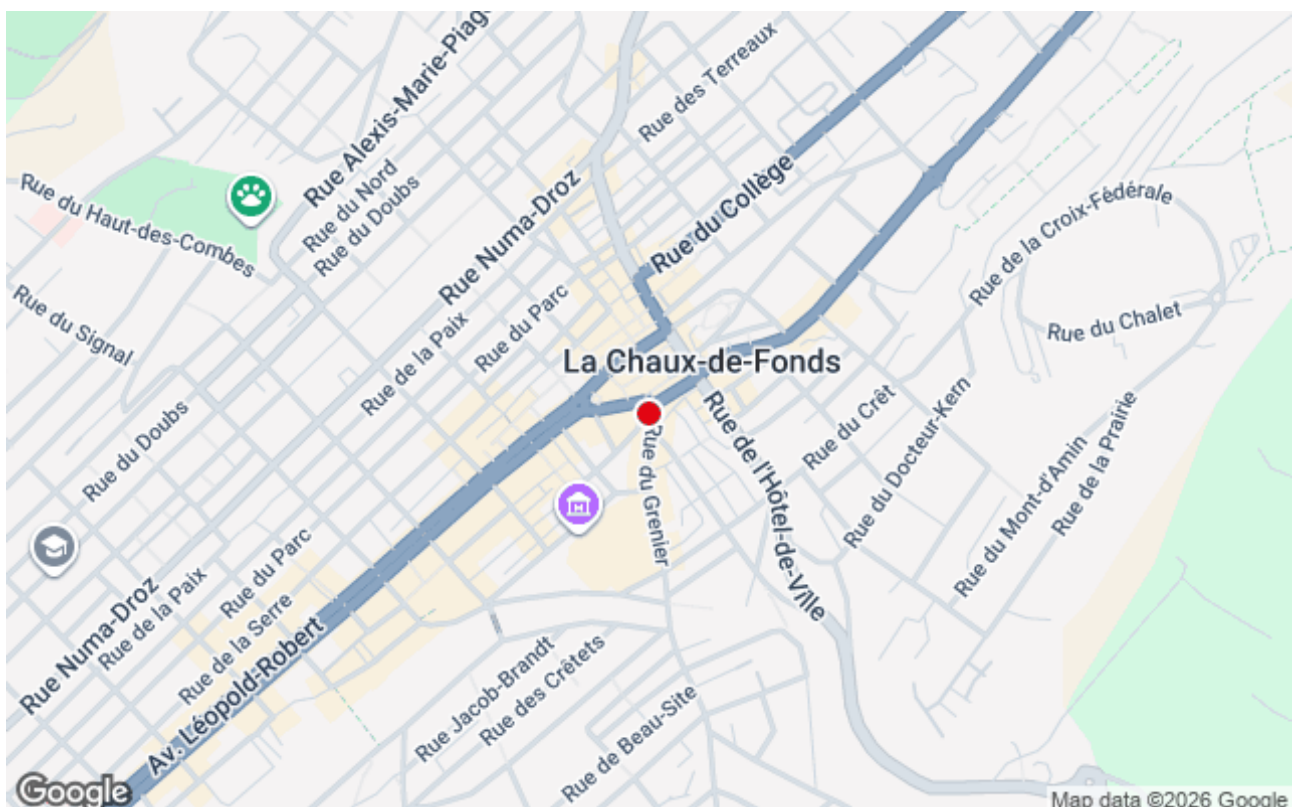 Rue Alexis-Marie-Piag
Rue des Terreaux
Rue du Nord
Rue du Doubs
Rue du Collège
Rue du Haut-des-Combes
Rue Numa-Droz
Rue de la Croix-Fédérale
Rue du Signal
Rue du Parc
Rue de la Paix
Rue du Chalet
La Chaux-de-Fonds
Rue du Doubs
Rue du Crêt
Rue du Docteur-Kern
Rue de l'Hôtel-de-Ville
Rue du Grenier
Rue du Mont-d'Amin
Rue de la Prairie
Rue du Parc
Rue de la Paix
Rue Numa-Droz
Rue de la Serre
Av. Léopold-Robert
Rue Jacob-Brandt
Rue des Crêtets
Rue de Beau-Site
Google
Map data ©2026 Google